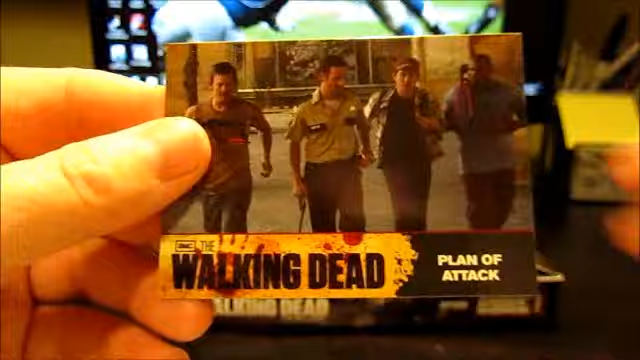 AMC THE
WALKING DEAD
PLAN OF
ATTACK
WALKING DEAD